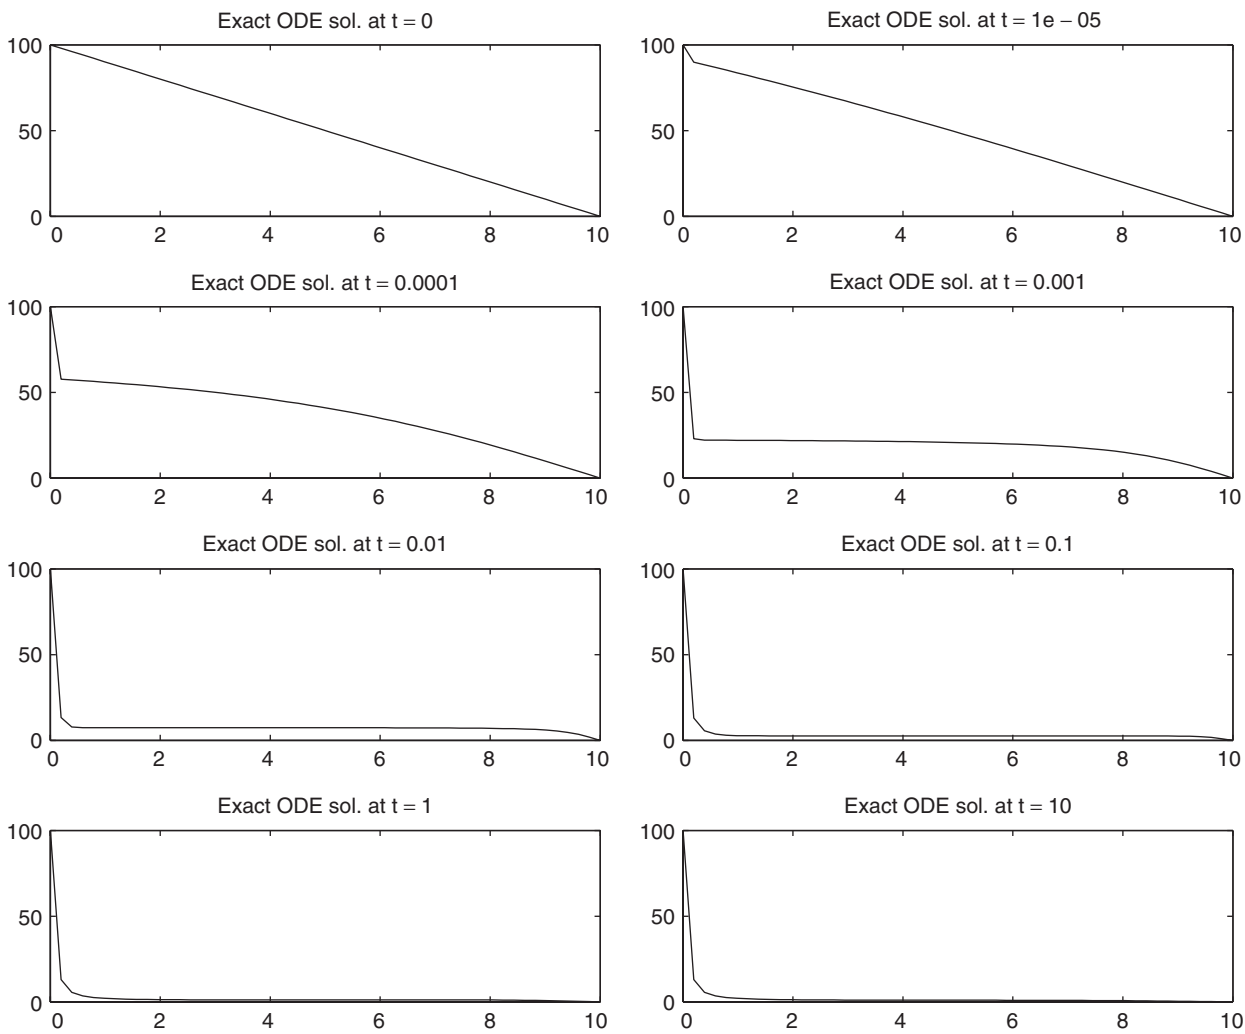 Exact ODE sol. at t = 0
Exact ODE sol. at t = 1e − 05
100
50
0
0 2 4 6 8 10
100
50
0
0 2 4 6 8 10
Exact ODE sol. at t = 0.0001
Exact ODE sol. at t = 0.001
100
50
0
0 2 4 6 8 10
100
50
0
0 2 4 6 8 10
Exact ODE sol. at t = 0.01
Exact ODE sol. at t = 0.1
100
50
0
0 2 4 6 8 10
100
50
0
0 2 4 6 8 10
Exact ODE sol. at t = 1
Exact ODE sol. at t = 10
100
50
0
0 2 4 6 8 10
100
50
0
0 2 4 6 8 10